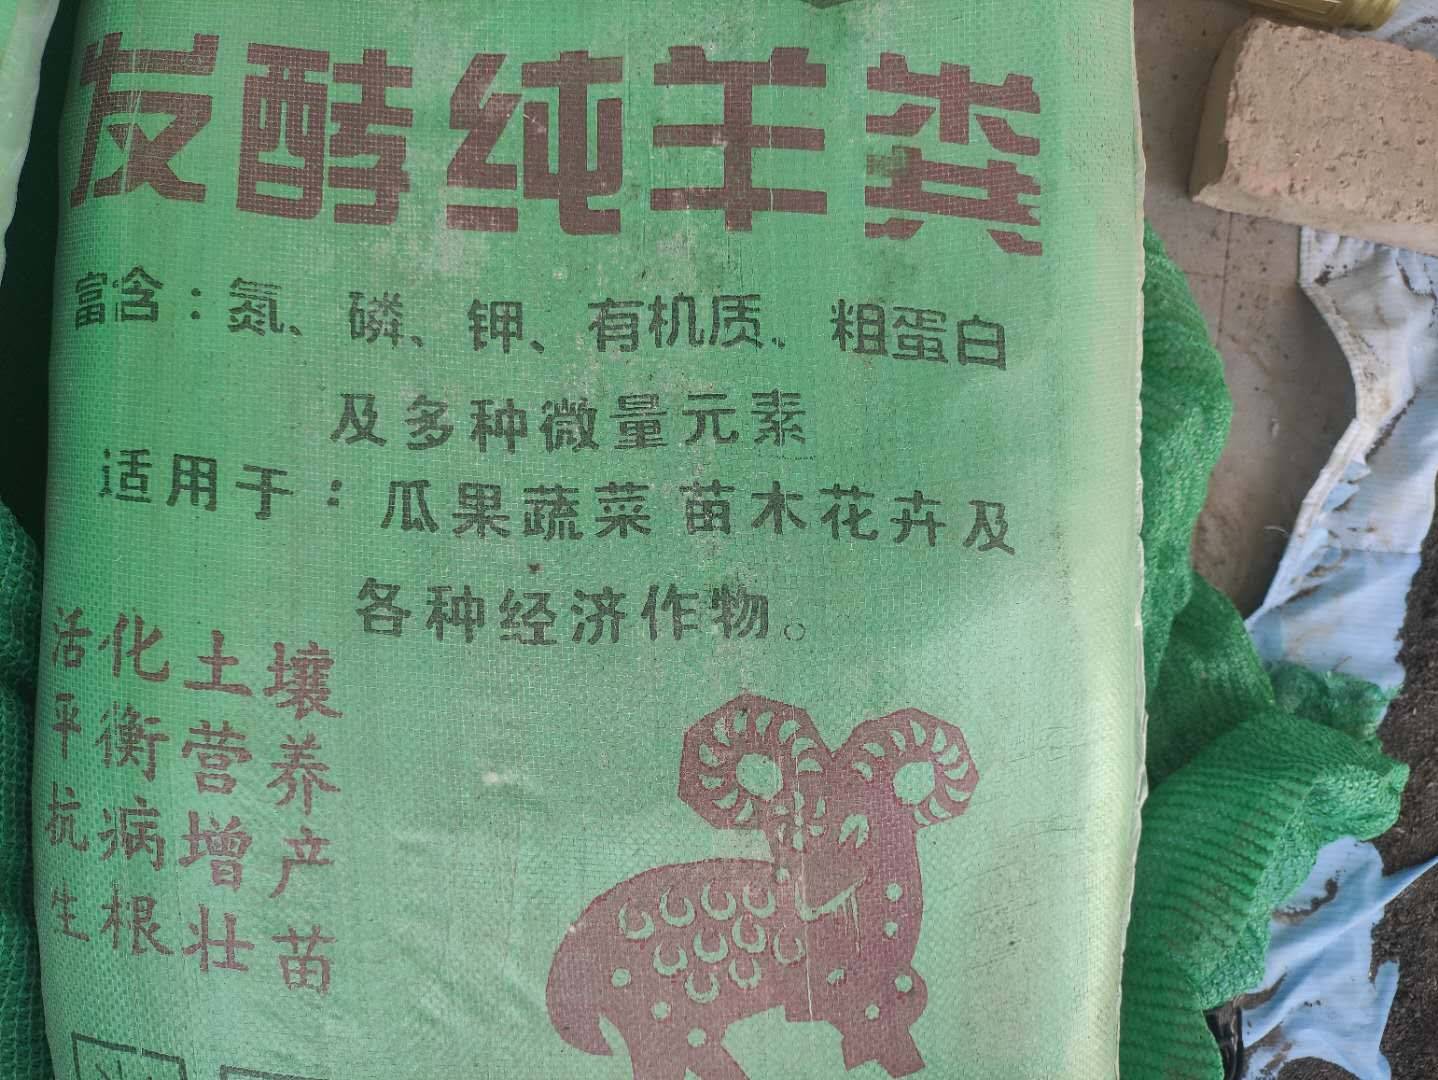 发酵纯羊粪
富含：氮、磷、钾、有机质、粗蛋白
及多种微量元素
适用于：瓜果蔬菜 苗木花卉及
各种经济作物。
活化土壤
平衡营养
抗病增产
生根壮苗